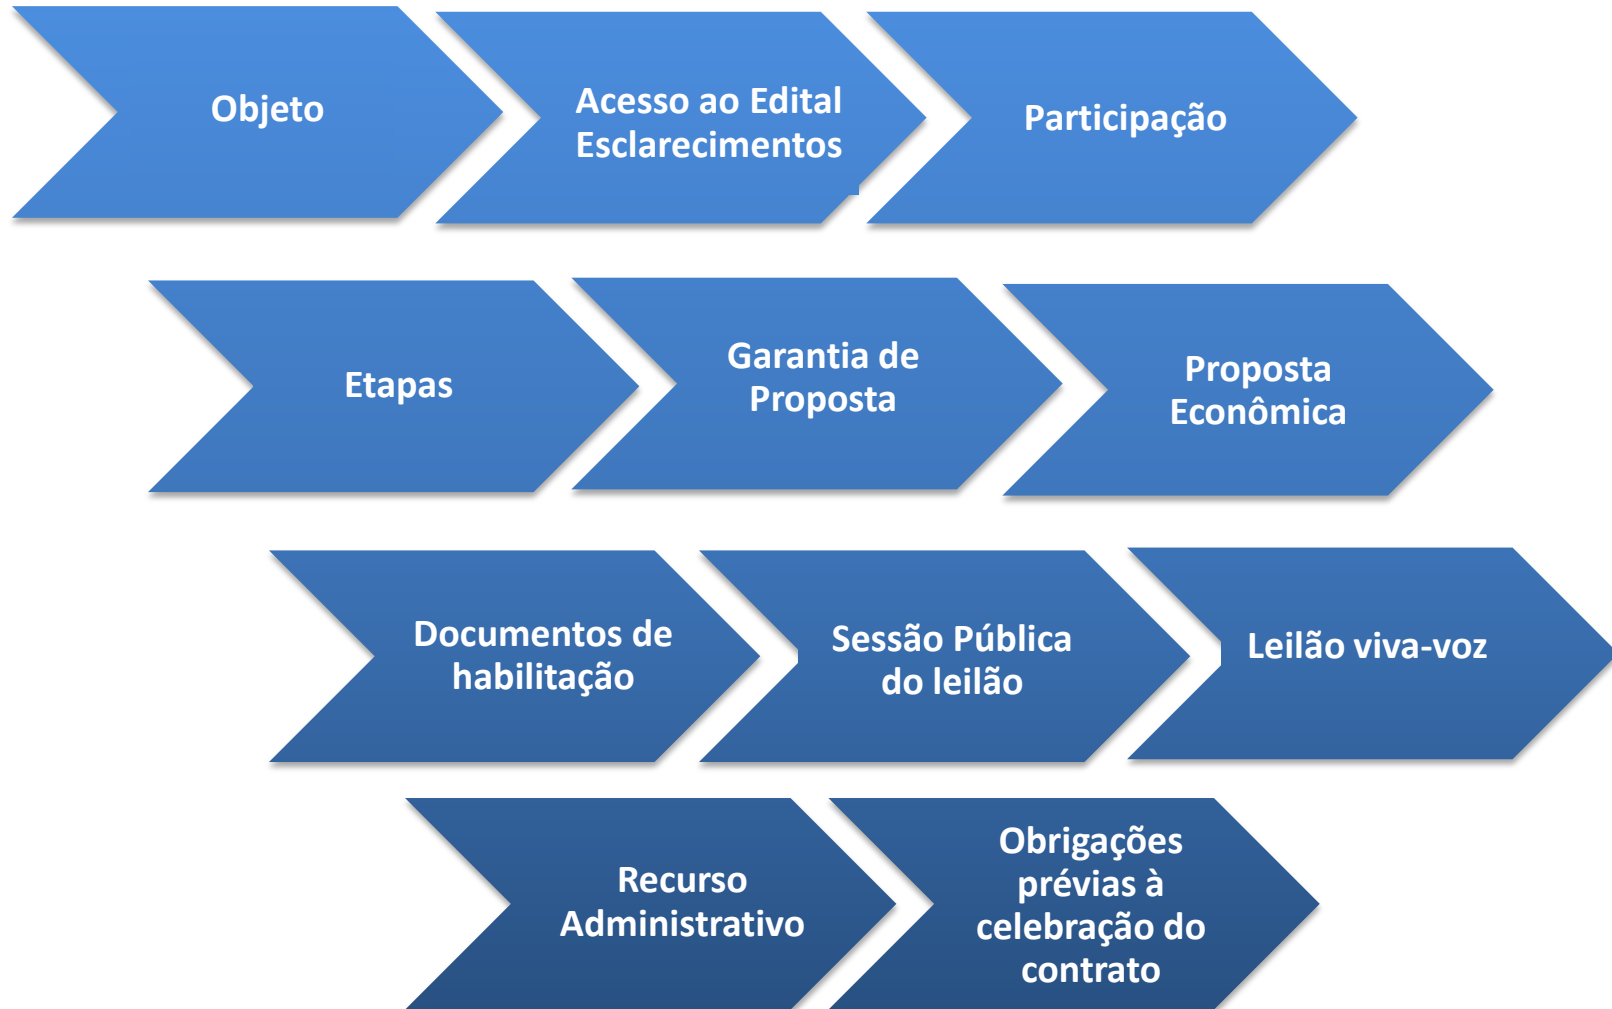 Objeto
Acesso ao Edital
Esclarecimentos
Participação
Etapas
Garantia de
Proposta
Proposta
Econômica
Documentos de
habilitação
Sessão Pública
do leilão
Leilão viva-voz
Recurso
Administrativo
Obrigações
prévias à
celebração do
contrato